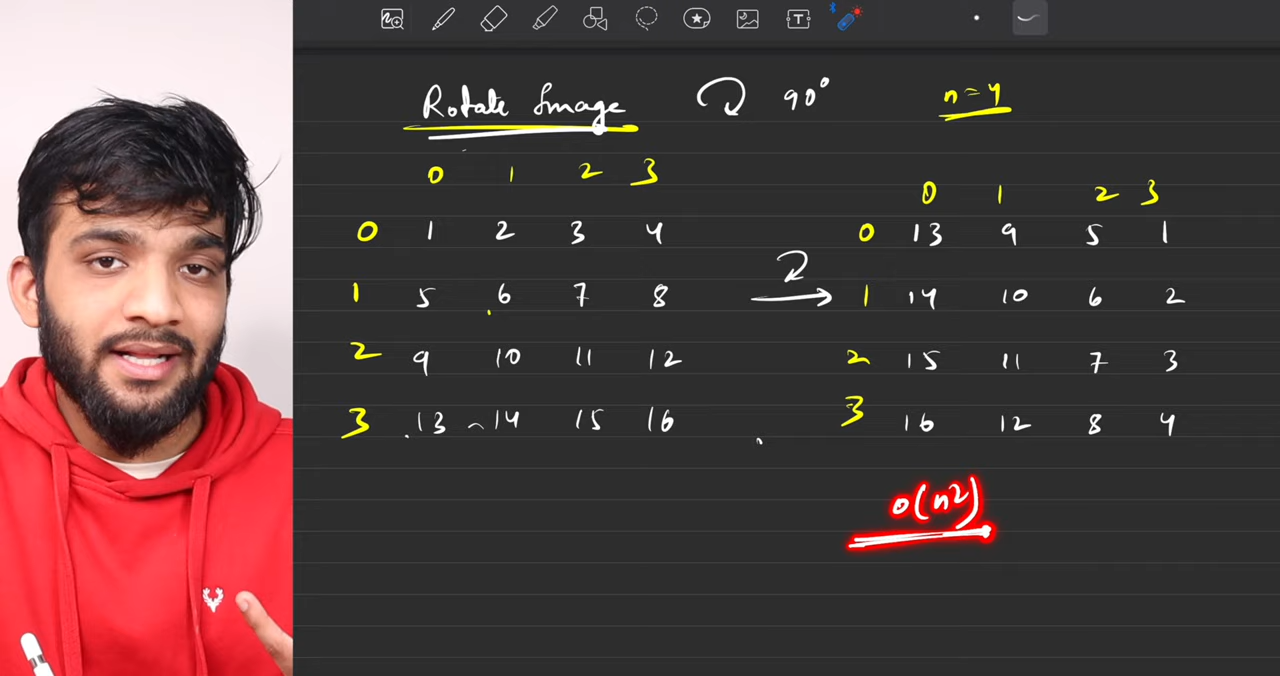 Rotate Image 90° n=4
0 1 2 3
0 1 2 3
0 1 2 3 4
0 13 9 5 1
1 5 6 7 8
1 14 10 6 2
2 9 10 11 12
2 15 11 7 3
3 13 14 15 16
3 16 12 8 4
O(n2)